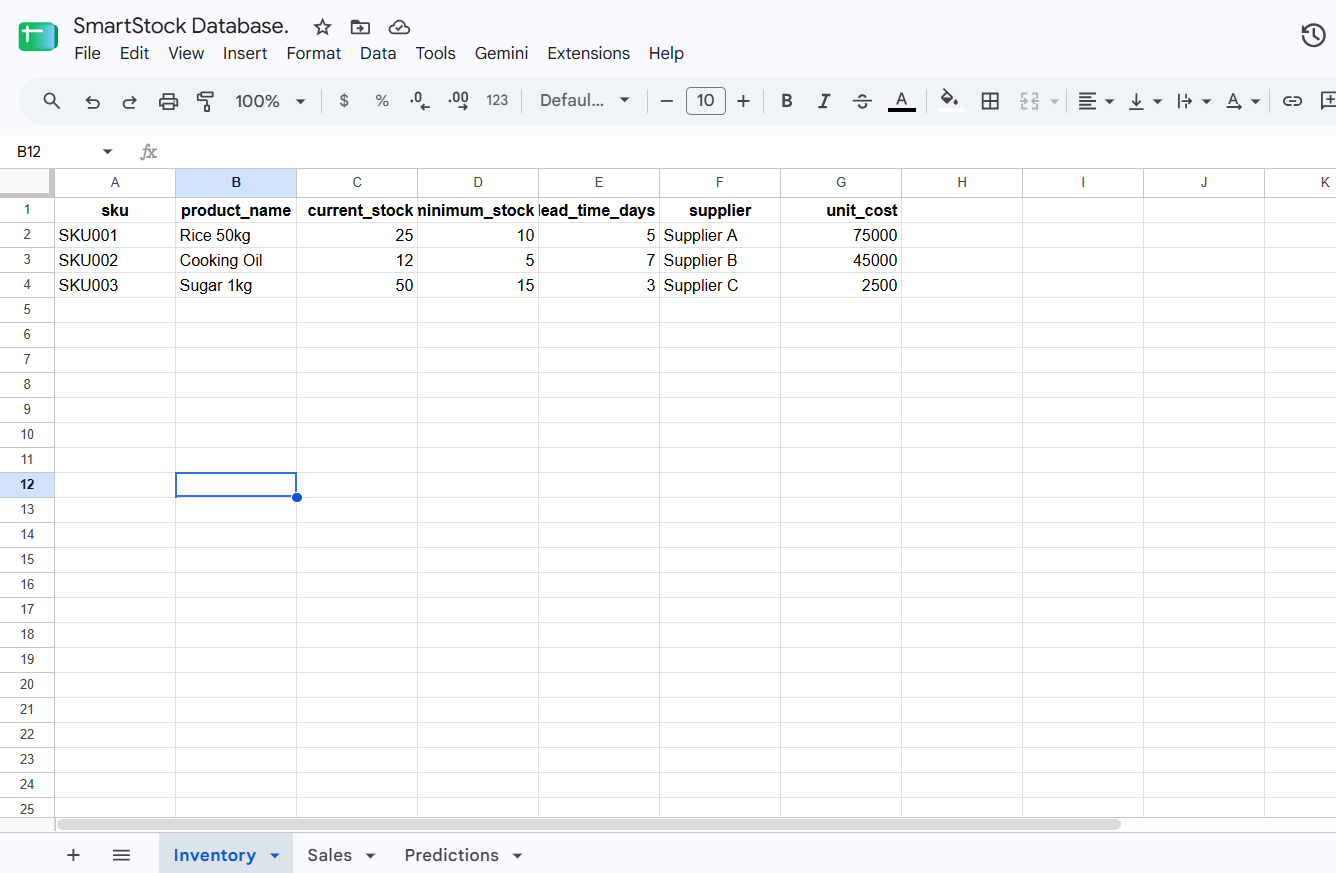 SmartStock Database.
File Edit View Insert Format Data Tools Gemini Extensions Help
100% $ % .0 .00 123 Defaul... 10 B I A A
B12 fx
A B C D E F G H I J K
1 sku product_name current_stock minimum_stock lead_time_days supplier unit_cost
2 SKU001 Rice 50kg 25 10 5 Supplier A 75000
3 SKU002 Cooking Oil 12 5 7 Supplier B 45000
4 SKU003 Sugar 1kg 50 15 3 Supplier C 2500
5
6
7
8
9
10
11
12
13
14
15
16
17
18
19
20
21
22
23
24
25
Inventory Sales Predictions